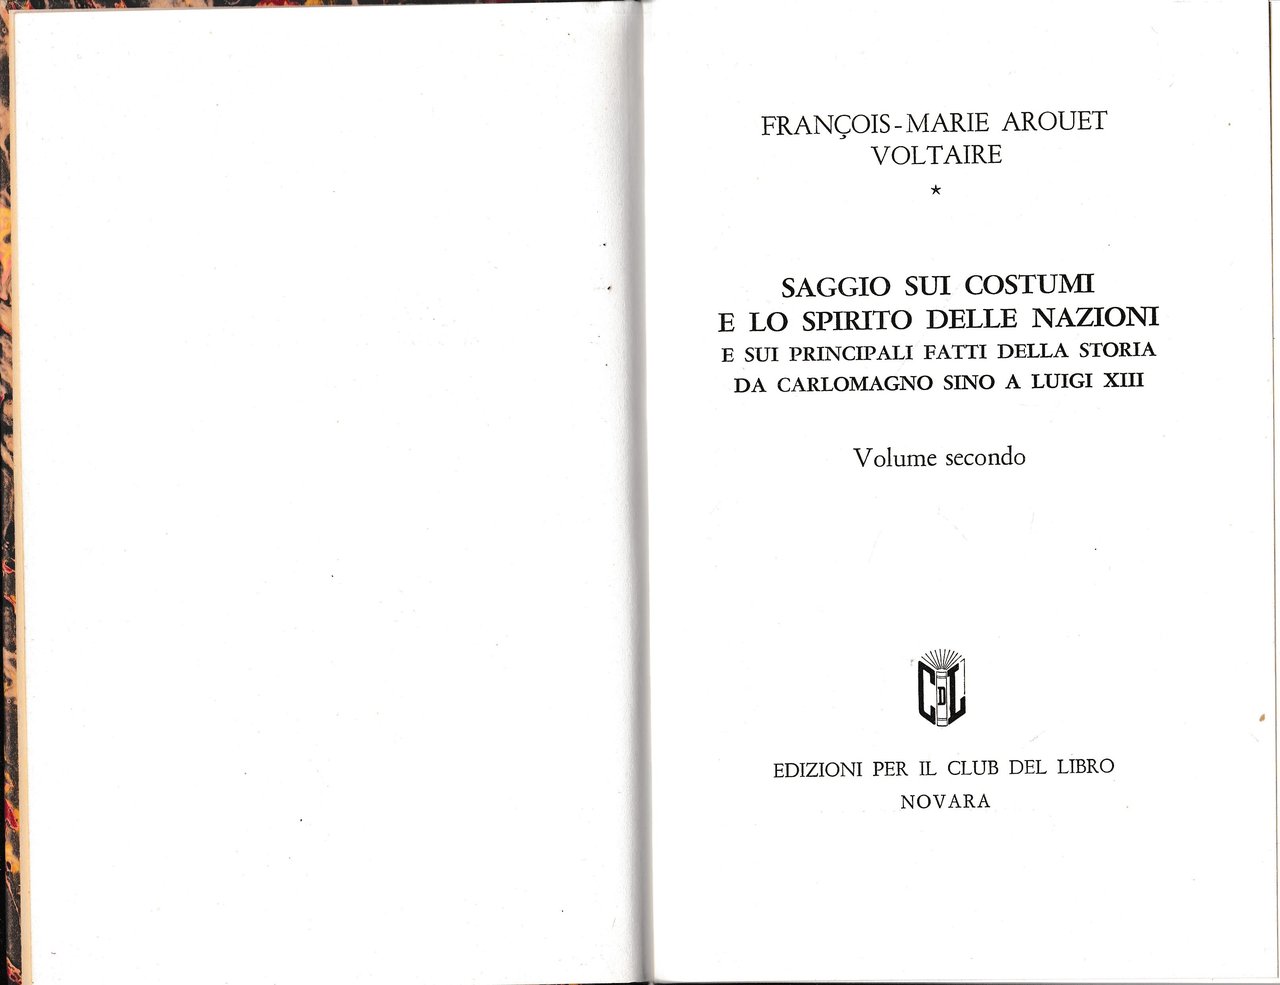 FRANÇOIS-MARIE AROUET
VOLTAIRE
★
SAGGIO SUI COSTUMI
E LO SPIRITO DELLE NAZIONI
E SUI PRINCIPALI FATTI DELLA STORIA
DA CARLOMAGNO SINO A LUIGI XIII
Volume secondo
CDL
EDIZIONI PER IL CLUB DEL LIBRO
NOVARA